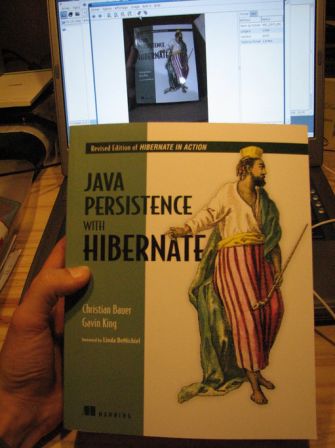 Revised Edition of HIBERNATE IN ACTION
JAVA
PERSISTENCE
WITH
HIBERNATE
Christian Bauer
Gavin King
Foreword by Linda DeMichiel
MANNING